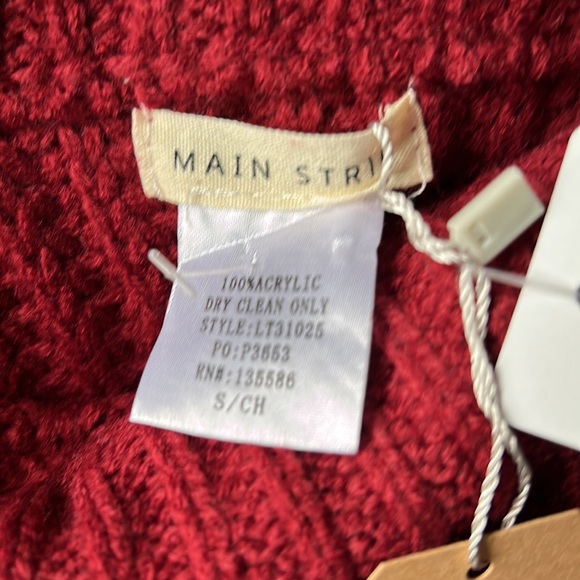 MAIN STRI
100%ACRYLIC
DRY CLEAN ONLY
STYLE:LT31025
PO:P3653
RN#:135586
S/CH